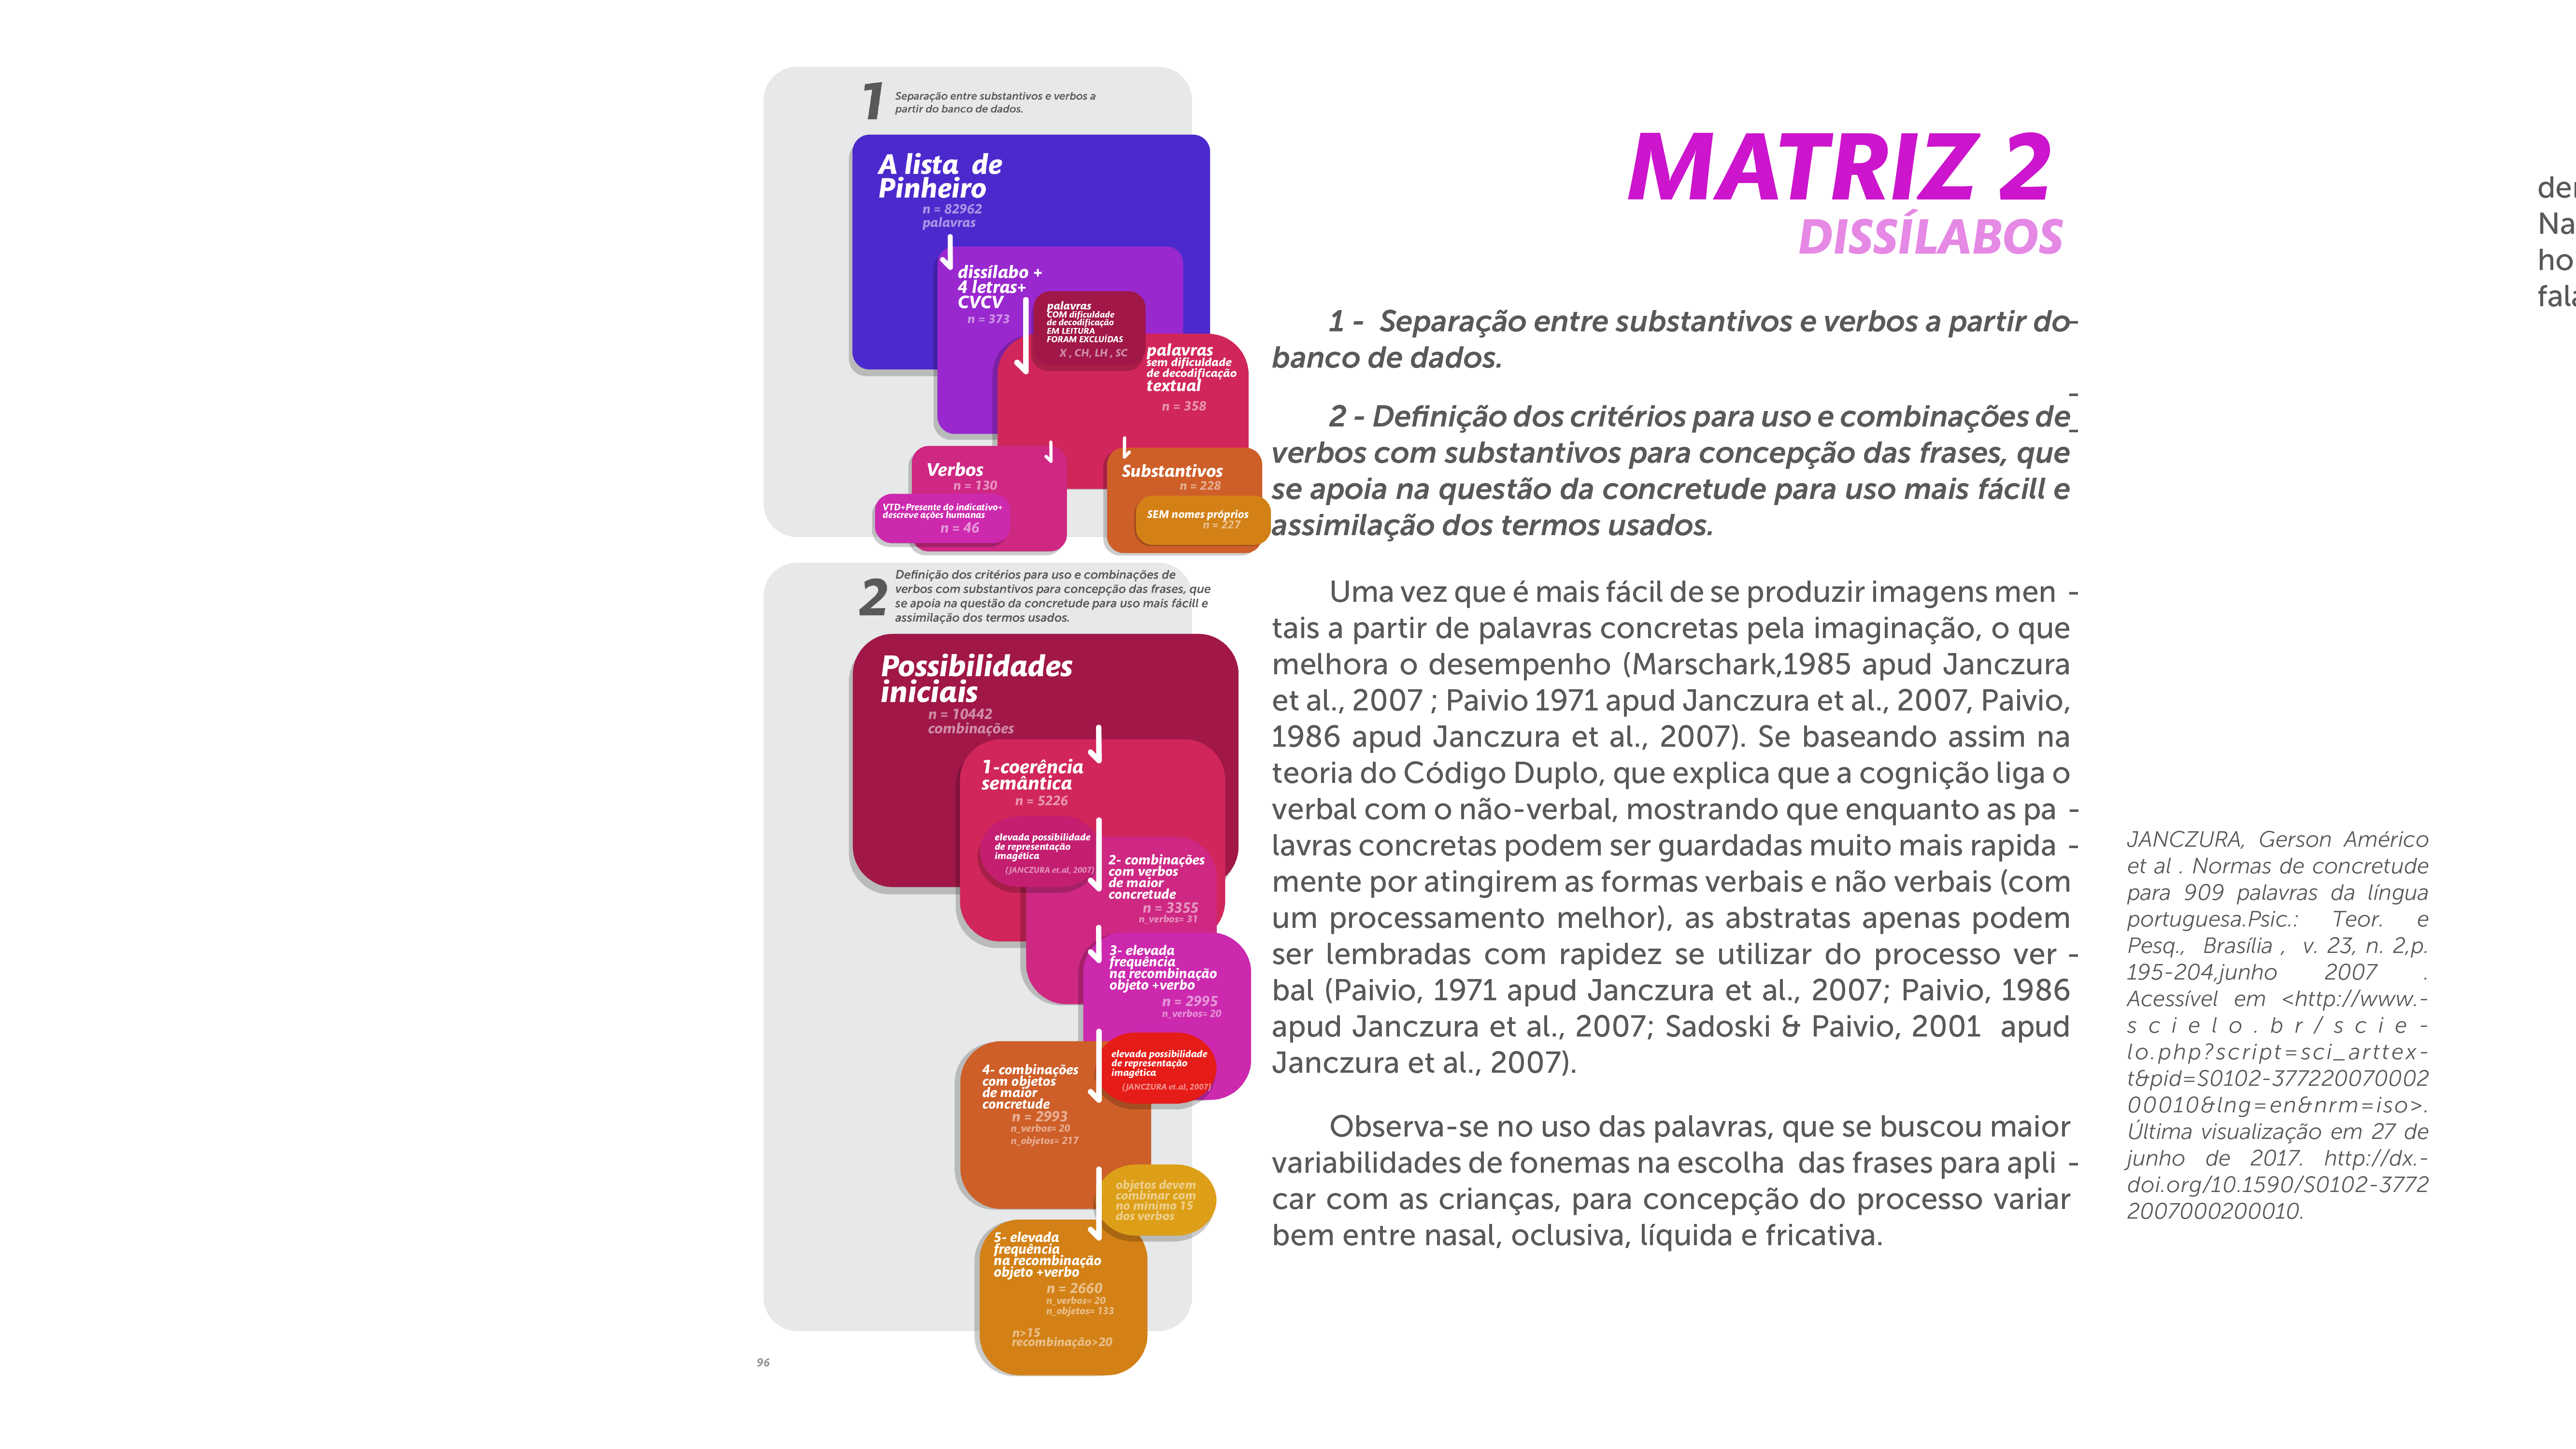 1
Separação entre substantivos e verbos a
partir do banco de dados.
A lista de
Pinheiro
n = 82962
palavras
dissílabo +
4 letras+
CVCV
n = 373
palavras
COM dificuldade
de decodificação
EM LEITURA
FORAM EXCLUÍDAS
X , CH, LH , SC
palavras
sem dificuldade
de decodificação
textual
n = 358
Verbos
n = 130
VTD+Presente do indicativo+
descreve ações humanas
n = 46
Substantivos
n = 228
SEM nomes próprios
n = 227
2
Definição dos critérios para uso e combinações de
verbos com substantivos para concepção das frases, que
se apoia na questão da concretude para uso mais fácill e
assimilação dos termos usados.
Possibilidades
iniciais
n = 10442
combinações
1-coerência
semântica
n = 5226
elevada possibilidade
de representação
imagética
(JANCZURA et.al, 2007)
2- combinações
com verbos
de maior
concretude
n = 3355
n_verbos= 31
3- elevada
frequência
na recombinação
objeto +verbo
n = 2995
n_verbos= 20
elevada possibilidade
de representação
imagética
(JANCZURA et.al, 2007)
4- combinações
com objetos
de maior
concretude
n = 2993
n_verbos= 20
n_objetos= 217
objetos devem
combinar com
no mínimo 15
dos verbos
5- elevada
frequência
na recombinação
objeto +verbo
n = 2660
n_verbos= 20
n_objetos= 133
n>15
recombinação>20
96
MATRIZ 2
DISSÍLABOS
1 - Separação entre substantivos e verbos a partir do-
banco de dados.
-
2 - Definição dos critérios para uso e combinações de-
verbos com substantivos para concepção das frases, que
se apoia na questão da concretude para uso mais fácill e
assimilação dos termos usados.
Uma vez que é mais fácil de se produzir imagens men -
tais a partir de palavras concretas pela imaginação, o que
melhora o desempenho (Marschark,1985 apud Janczura
et al., 2007 ; Paivio 1971 apud Janczura et al., 2007, Paivio,
1986 apud Janczura et al., 2007). Se baseando assim na
teoria do Código Duplo, que explica que a cognição liga o
verbal com o não-verbal, mostrando que enquanto as pa -
lavras concretas podem ser guardadas muito mais rapida -
mente por atingirem as formas verbais e não verbais (com
um processamento melhor), as abstratas apenas podem
ser lembradas com rapidez se utilizar do processo ver -
bal (Paivio, 1971 apud Janczura et al., 2007; Paivio, 1986
apud Janczura et al., 2007; Sadoski & Paivio, 2001 apud
Janczura et al., 2007).
Observa-se no uso das palavras, que se buscou maior
variabilidades de fonemas na escolha das frases para apli -
car com as crianças, para concepção do processo variar
bem entre nasal, oclusiva, líquida e fricativa.
JANCZURA, Gerson Américo
et al . Normas de concretude
para 909 palavras da língua
portuguesa.Psic.: Teor. e
Pesq., Brasília , v. 23, n. 2,p.
195-204,junho 2007 .
Acessível em <http://www.-
scielo.br/scie-
lo.php?script=sci_arttex-
t&pid=S0102-377220070002
00010&lng=en&nrm=iso>.
Última visualização em 27 de
junho de 2017. http://dx.-
doi.org/10.1590/S0102-3772
2007000200010.
Na
ho